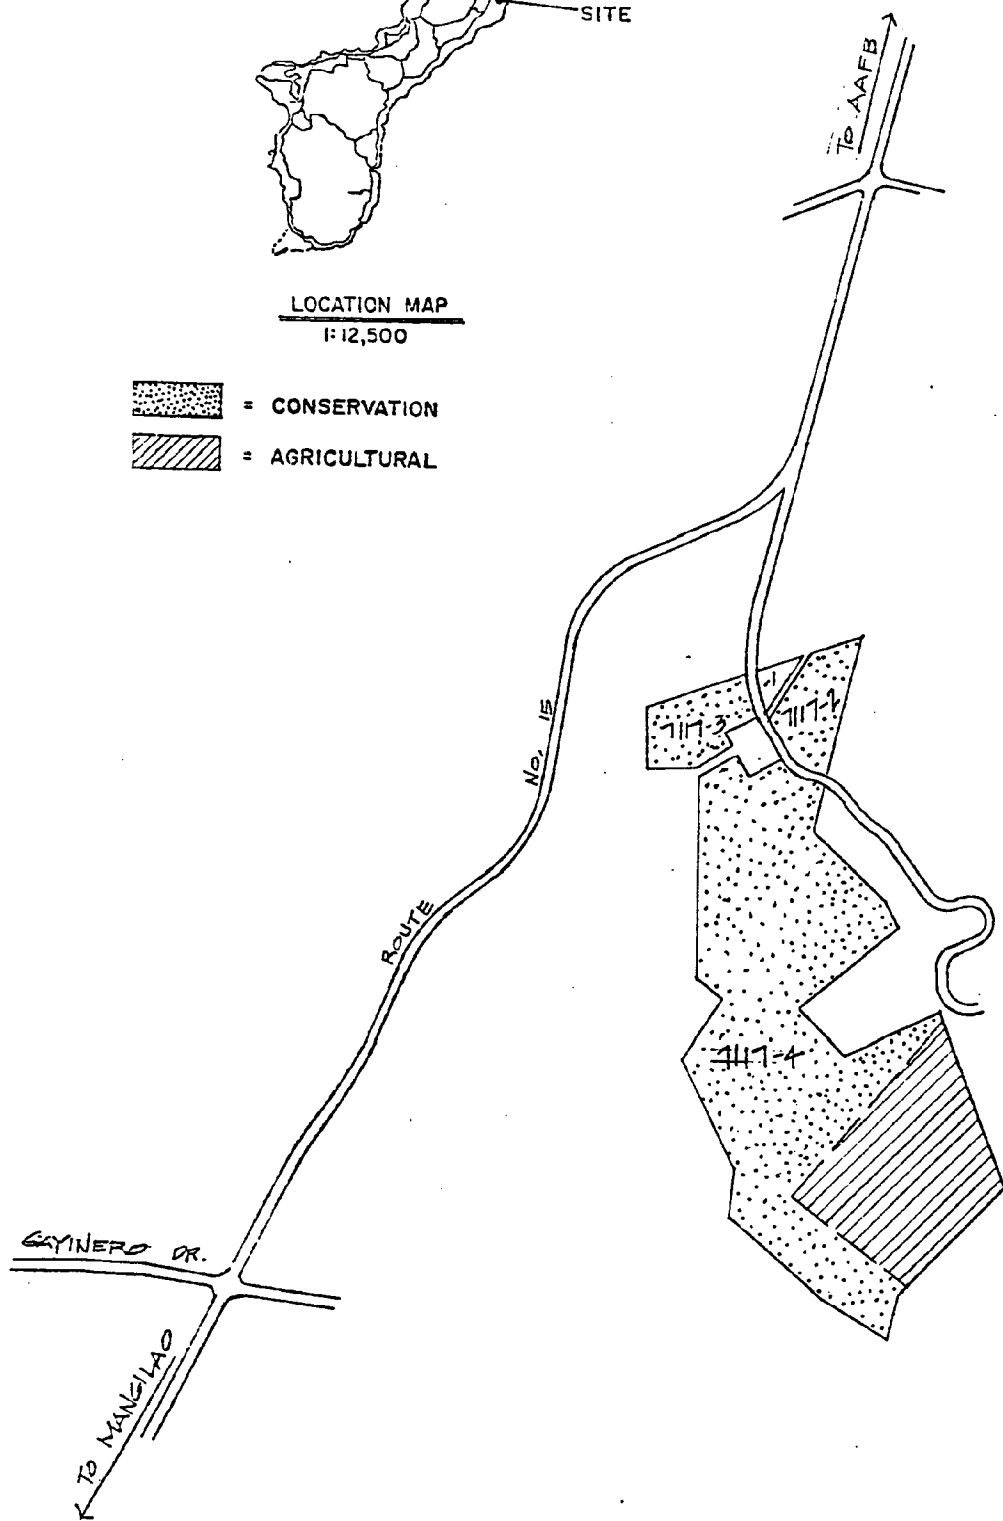 SITE
To AAFB
LOCATION MAP
1:12,500
= CONSERVATION
= AGRICULTURAL
1
7117-3
7117-2
ROUTE No. 15
7117-4
GAYINERO DR.
TO MANGILAO